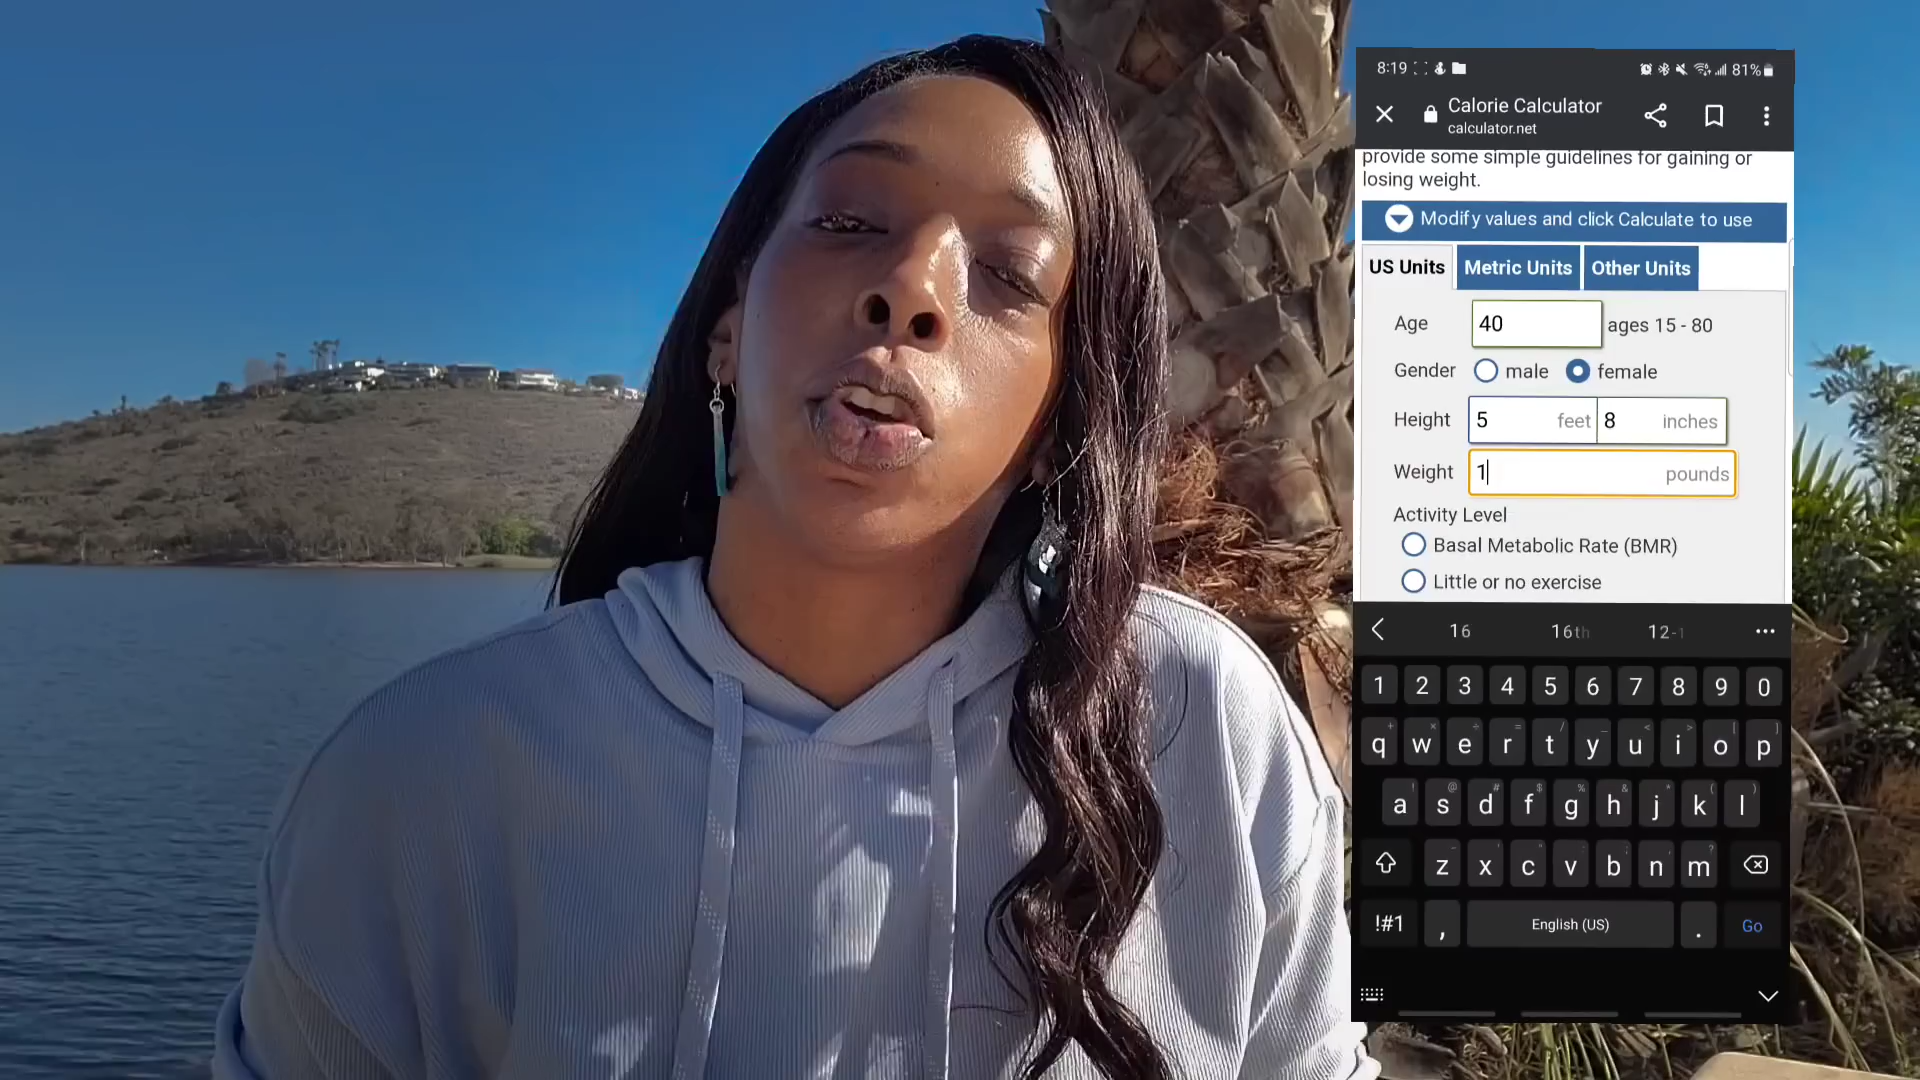 8:19 81%
Calorie Calculator
calculator.net
provide some simple guidelines for gaining or
losing weight.
Modify values and click Calculate to use
US Units Metric Units Other Units
Age 40 ages 15 - 80
Gender male female
Height 5 feet 8 inches
Weight 1 pounds
Activity Level
Basal Metabolic Rate (BMR)
Little or no exercise
16 16th 12-1 ...
1 2 3 4 5 6 7 8 9 0
q w e r t y u i o p
a s d f g h j k l
z x c v b n m
!#1 , English (US) . Go